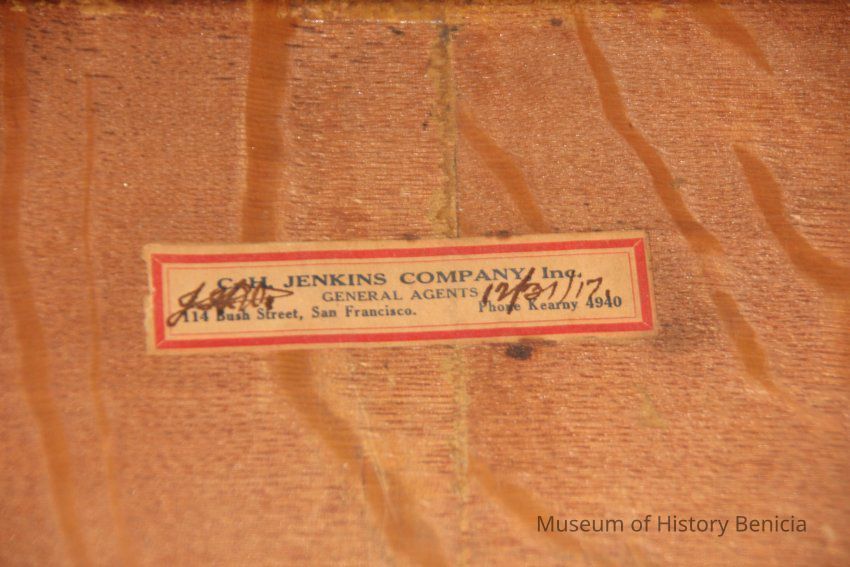 S. H. JENKINS COMPANY, Inc.
GENERAL AGENTS
12/31/17.
114 Bush Street, San Francisco. Phone Kearny 4940
Museum of History Benicia